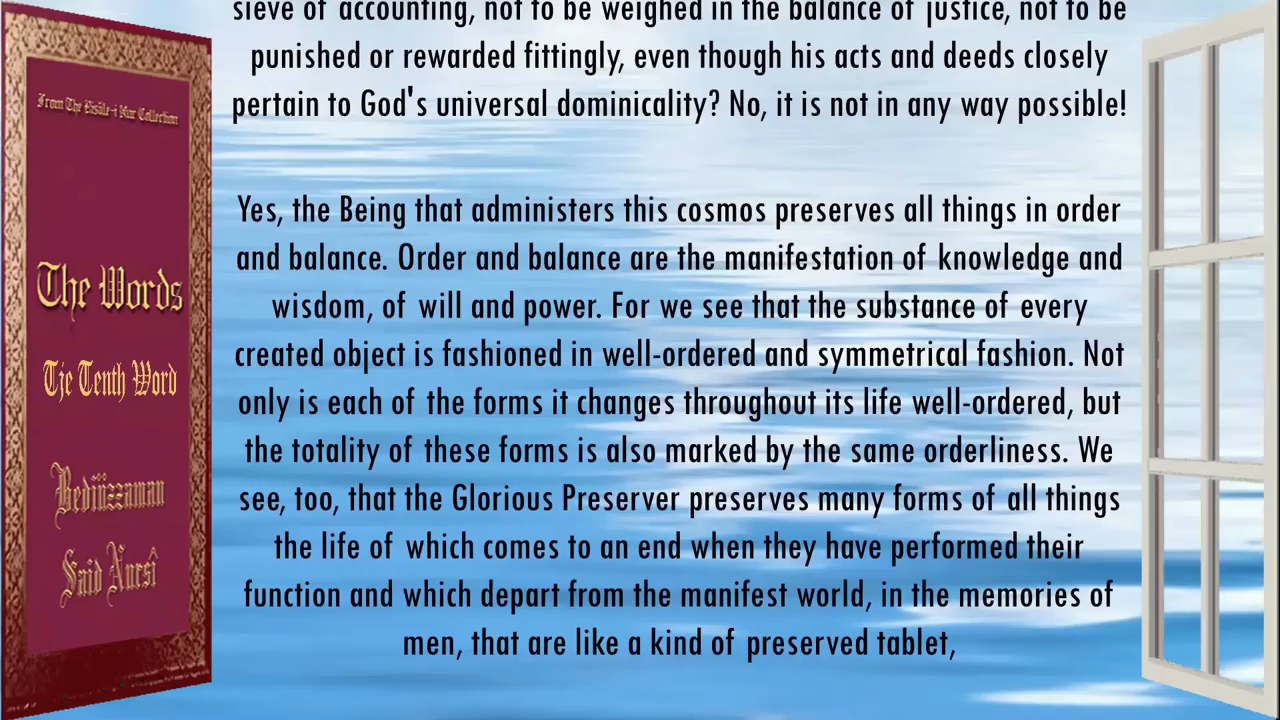 From The Risâle-i Nur Collection
The Words
Tje Tenth Word
Bediüzzaman
Said Nursî
sieve of accounting, not to be weighed in the balance of justice, not to be
punished or rewarded fittingly, even though his acts and deeds closely
pertain to God's universal dominicality? No, it is not in any way possible!
Yes, the Being that administers this cosmos preserves all things in order
and balance. Order and balance are the manifestation of knowledge and
wisdom, of will and power. For we see that the substance of every
created object is fashioned in well-ordered and symmetrical fashion. Not
only is each of the forms it changes throughout its life well-ordered, but
the totality of these forms is also marked by the same orderliness. We
see, too, that the Glorious Preserver preserves many forms of all things
the life of which comes to an end when they have performed their
function and which depart from the manifest world, in the memories of
men, that are like a kind of preserved tablet,